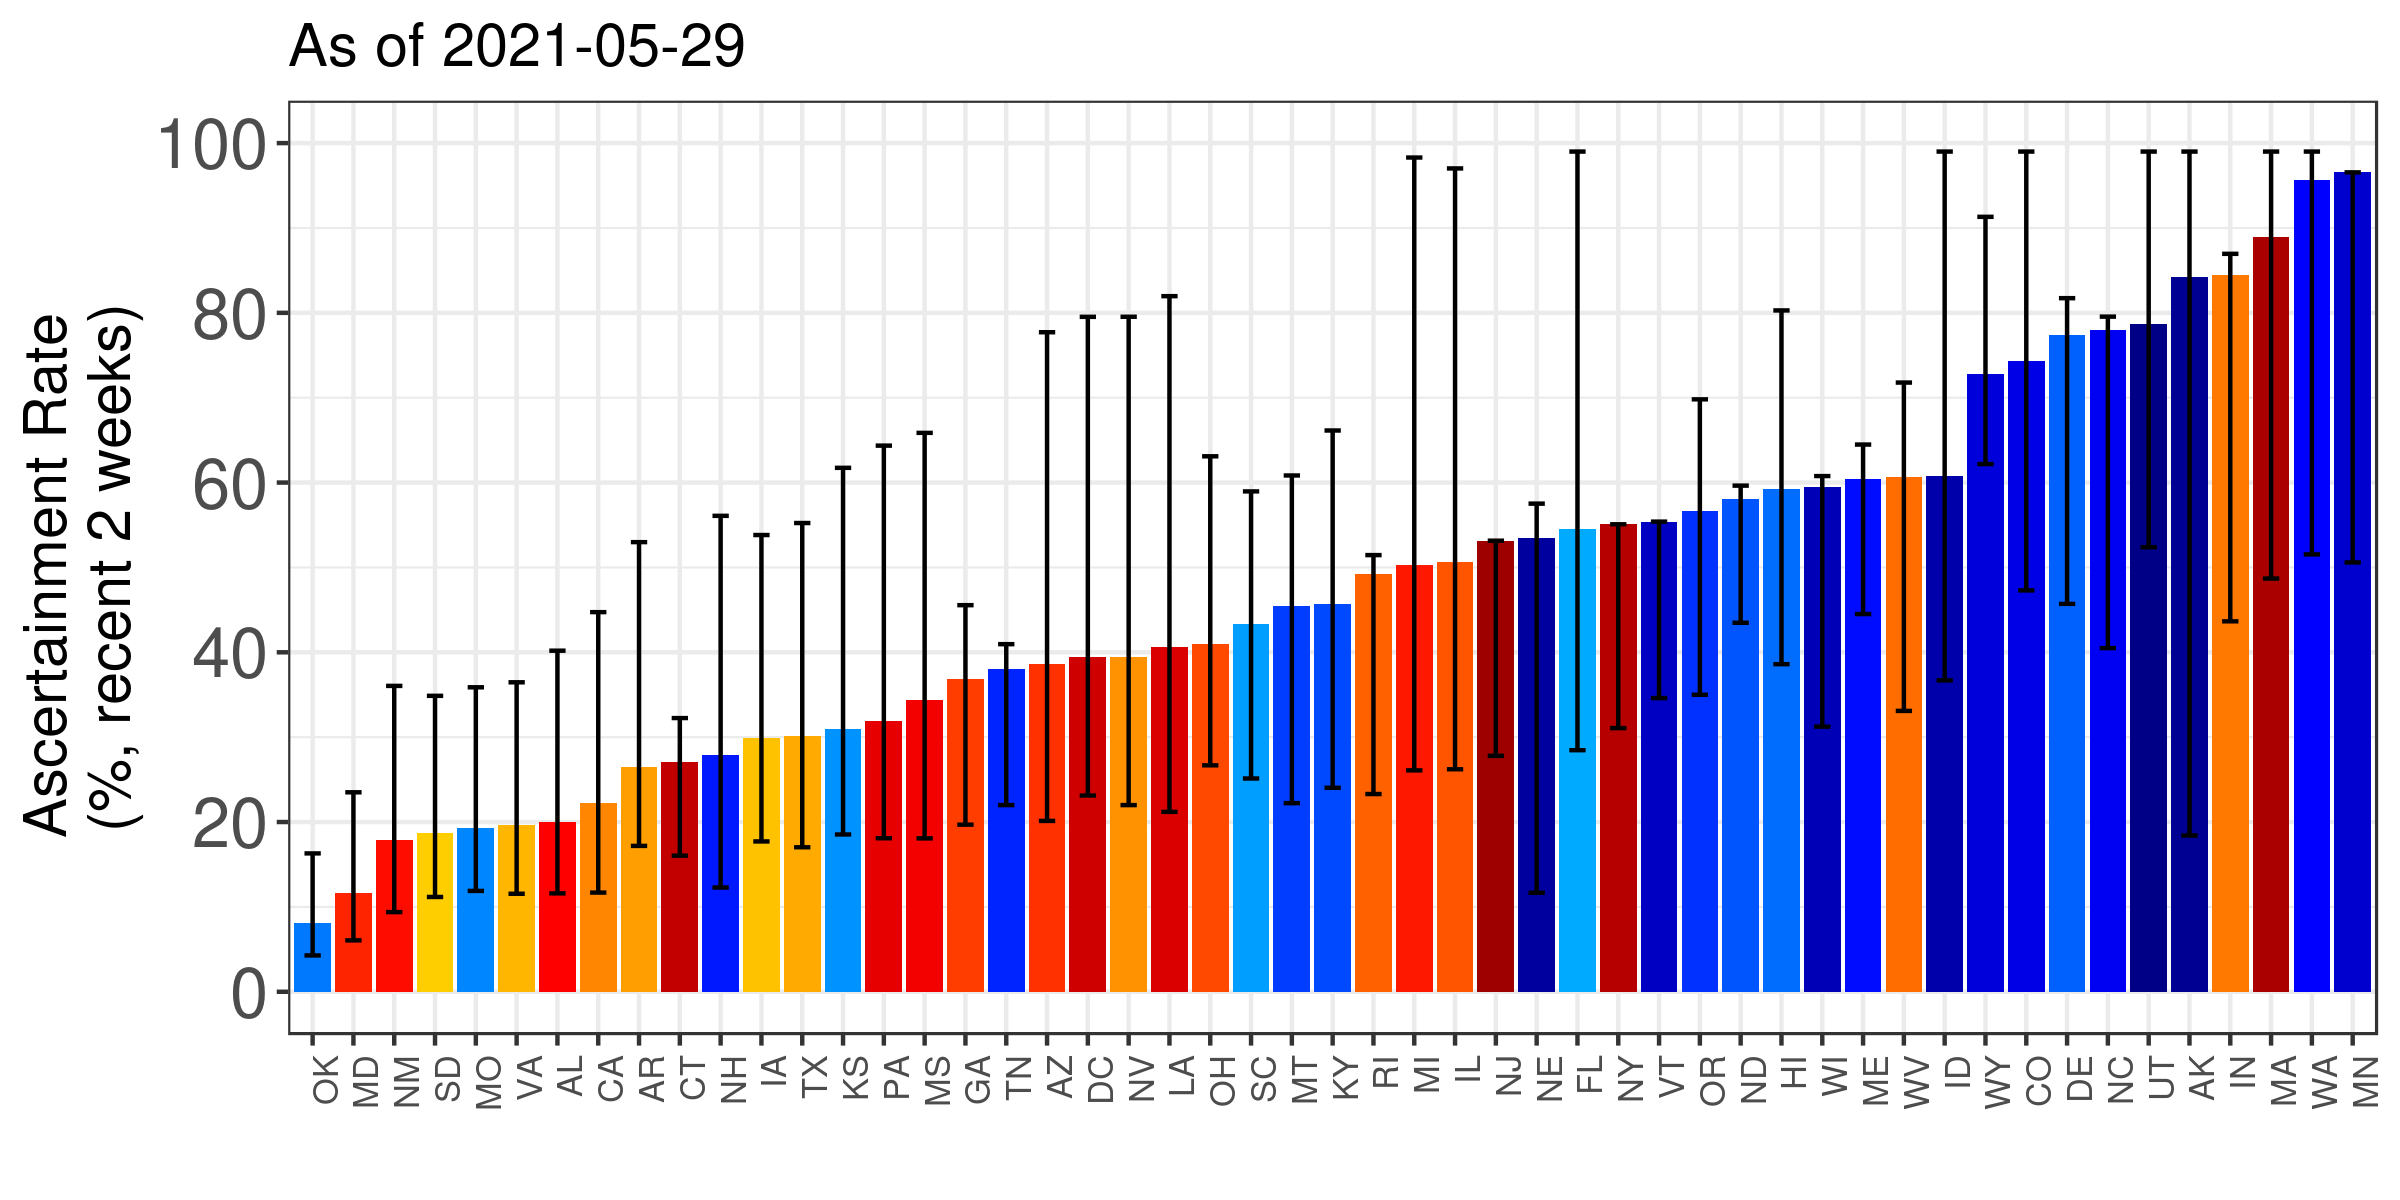 As of 2021-05-29
Ascertainment Rate
(%, recent 2 weeks)
100
80
60
40
20
0
OK MD NM SD MO VA AL CA AR CT NH IA TX KS PA MS GA TN AZ DC NV LA OH SC MT KY RI MI IL NJ NE FL NY VT OR ND HI WI ME WV ID WY CO DE NC UT AK IN MA WA MN